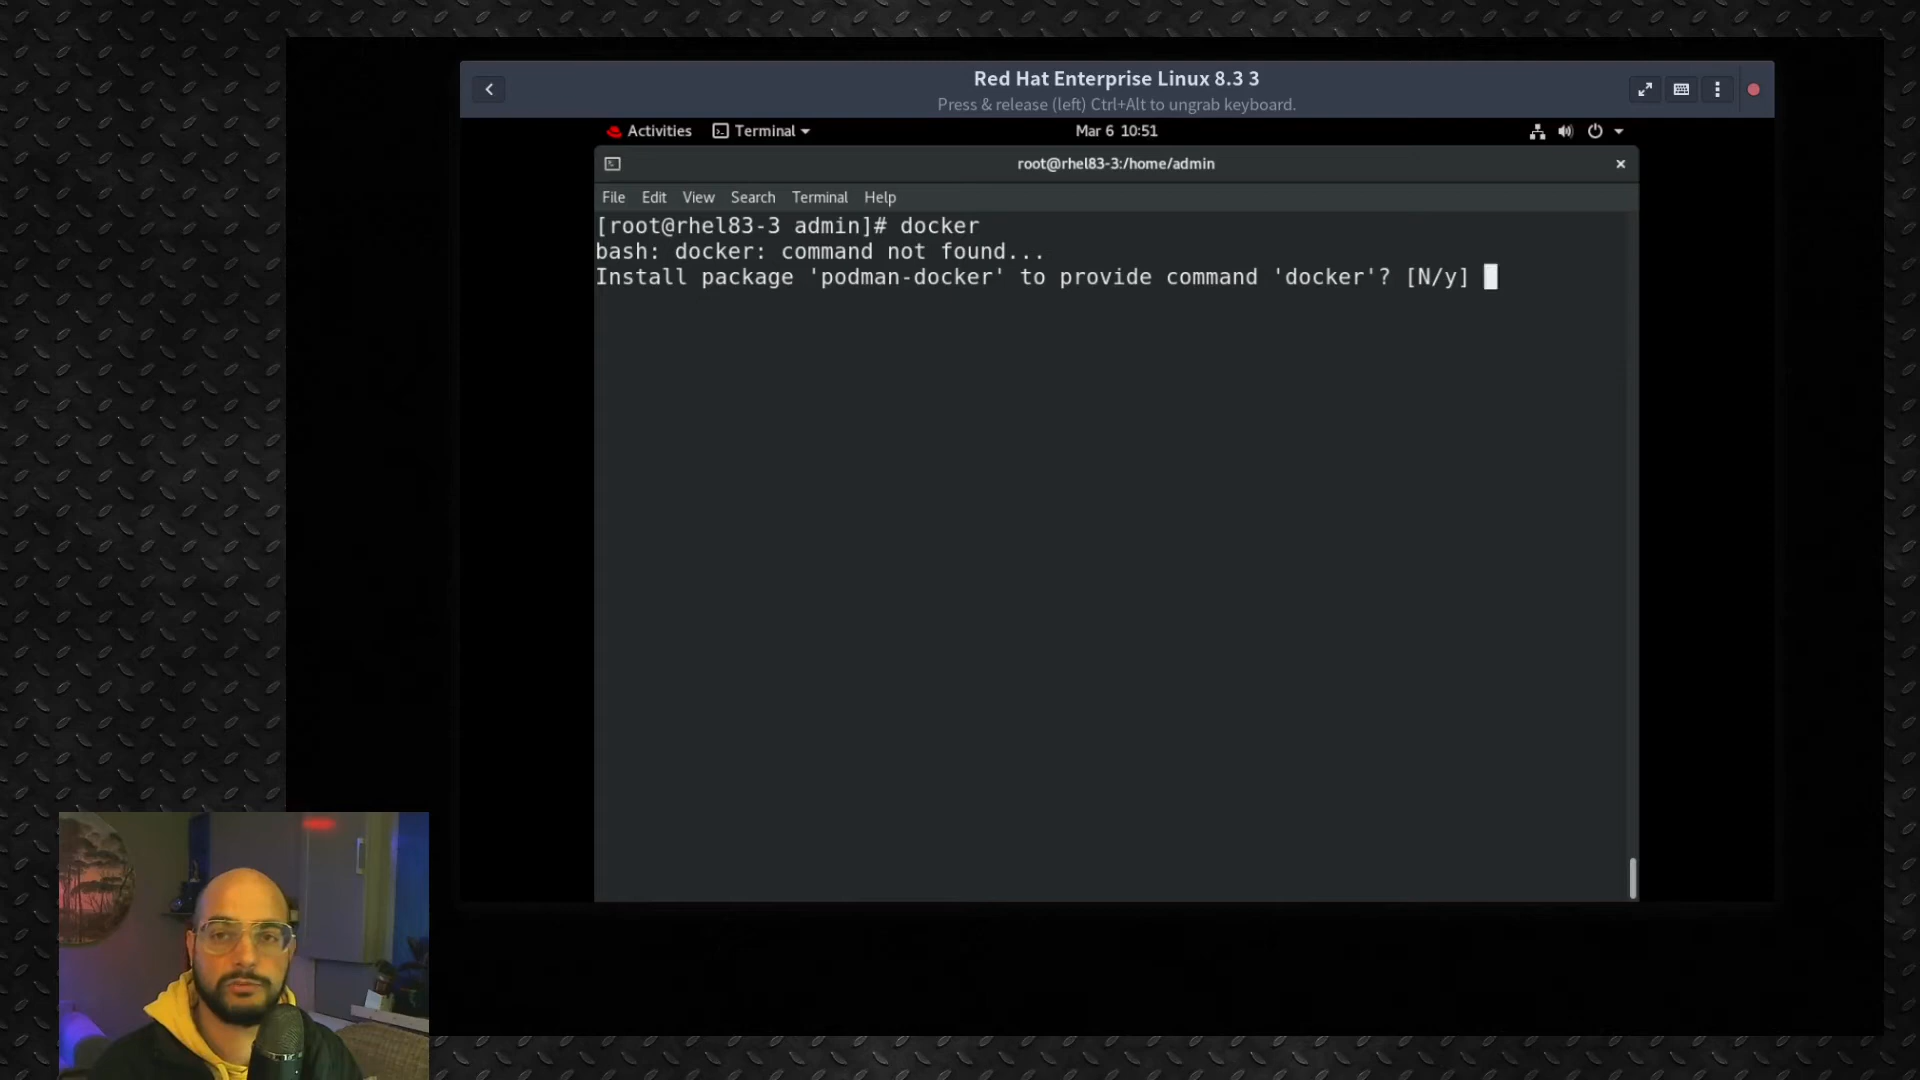 Red Hat Enterprise Linux 8.3 3
Press & release (left) Ctrl+Alt to ungrab keyboard.
Activities Terminal Mar 6 10:51
root@rhel83-3:/home/admin
File Edit View Search Terminal Help
[root@rhel83-3 admin]# docker
bash: docker: command not found...
Install package 'podman-docker' to provide command 'docker'? [N/y]